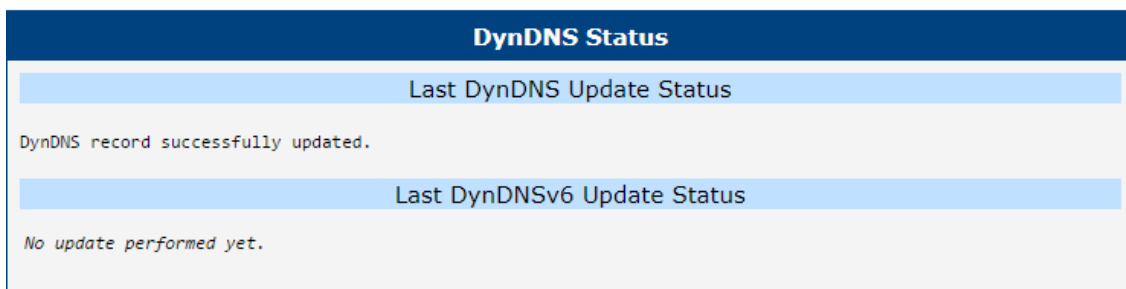 DynDNS Status
Last DynDNS Update Status
DynDNS record successfully updated.
Last DynDNSv6 Update Status
No update performed yet.